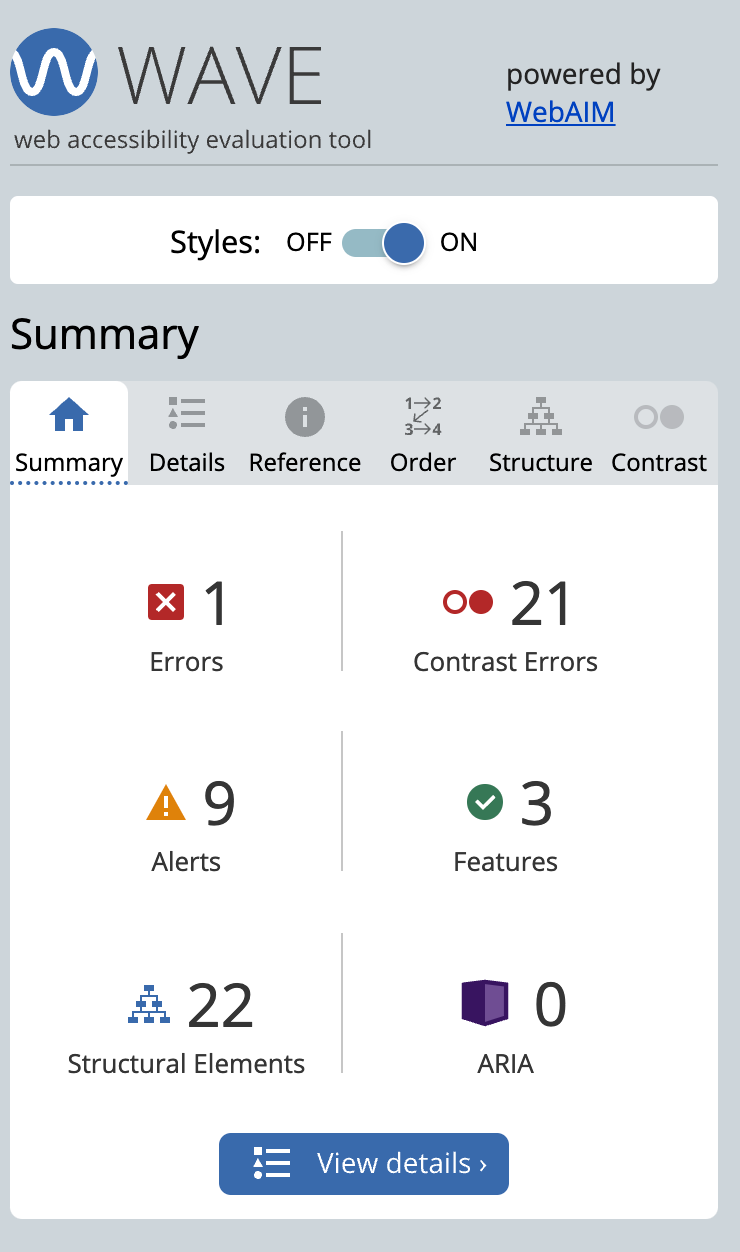 WAVE
web accessibility evaluation tool
powered by
WebAIM
Styles: OFF ON
Summary
Summary Details Reference Order Structure Contrast
1 2
3 4
1
Errors
21
Contrast Errors
9
Alerts
3
Features
22
Structural Elements
0
ARIA
View details ›